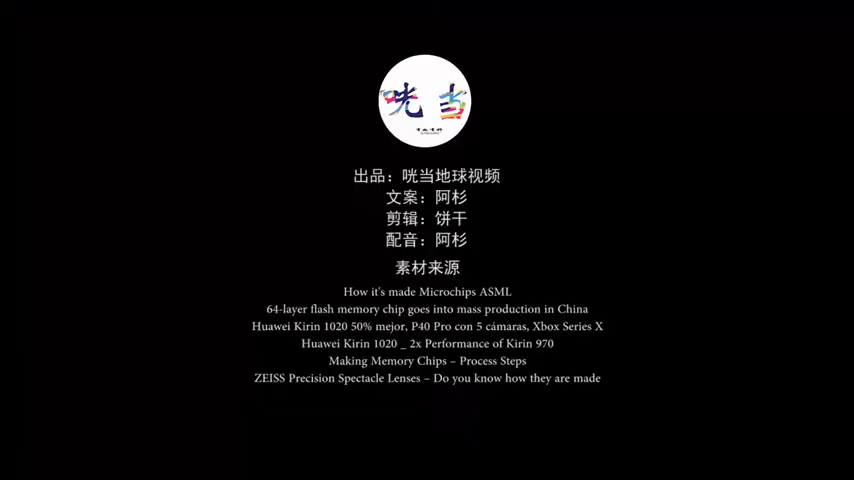 咣当
出品：咣当地球视频
文案：阿杉
剪辑：饼干
配音：阿杉
素材来源
How it's made Microchips ASML
64-layer flash memory chip goes into mass production in China
Huawei Kirin 1020 50% mejor, P40 Pro con 5 cámaras, Xbox Series X
Huawei Kirin 1020 _ 2x Performance of Kirin 970
Making Memory Chips – Process Steps
ZEISS Precision Spectacle Lenses – Do you know how they are made